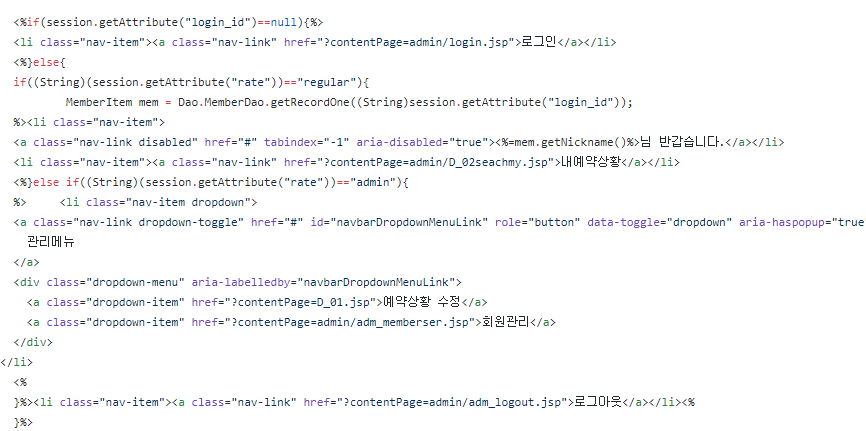 <%if(session.getAttribute("login_id")==null){%>
<li class="nav-item"><a class="nav-link" href="?contentPage=admin/login.jsp">로그인</a></li>
<%}else{
if((String)(session.getAttribute("rate"))=="regular"){
MemberItem mem = Dao.MemberDao.getRecordOne((String)session.getAttribute("login_id"));
%><li class="nav-item">
<a class="nav-link disabled" href="#" tabindex="-1" aria-disabled="true"><%=mem.getNickname()%>님 반갑습니다.</a></li>
<li class="nav-item"><a class="nav-link" href="?contentPage=admin/D_02seachmy.jsp">내예약상황</a></li>
<%}else if((String)(session.getAttribute("rate"))=="admin"){
%> <li class="nav-item dropdown">
<a class="nav-link dropdown-toggle" href="#" id="navbarDropdownMenuLink" role="button" data-toggle="dropdown" aria-haspopup="true
관리메뉴
</a>
<div class="dropdown-menu" aria-labelledby="navbarDropdownMenuLink">
<a class="dropdown-item" href="?contentPage=D_01.jsp">예약상황 수정</a>
<a class="dropdown-item" href="?contentPage=admin/adm_memberser.jsp">회원관리</a>
</div>
</li>
<%
}%><li class="nav-item"><a class="nav-link" href="?contentPage=admin/adm_logout.jsp">로그아웃</a></li><%
}%>